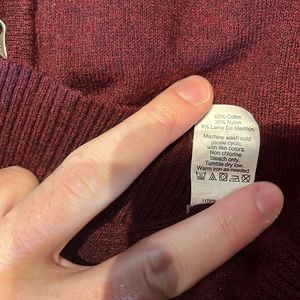 65% Coton
30% Nylon
5% Laine De Merinos
Machine wash cold
gentle cycle,
with like colors.
Non chlorine
bleach only.
Tumble dry low.
Warm iron as needed.